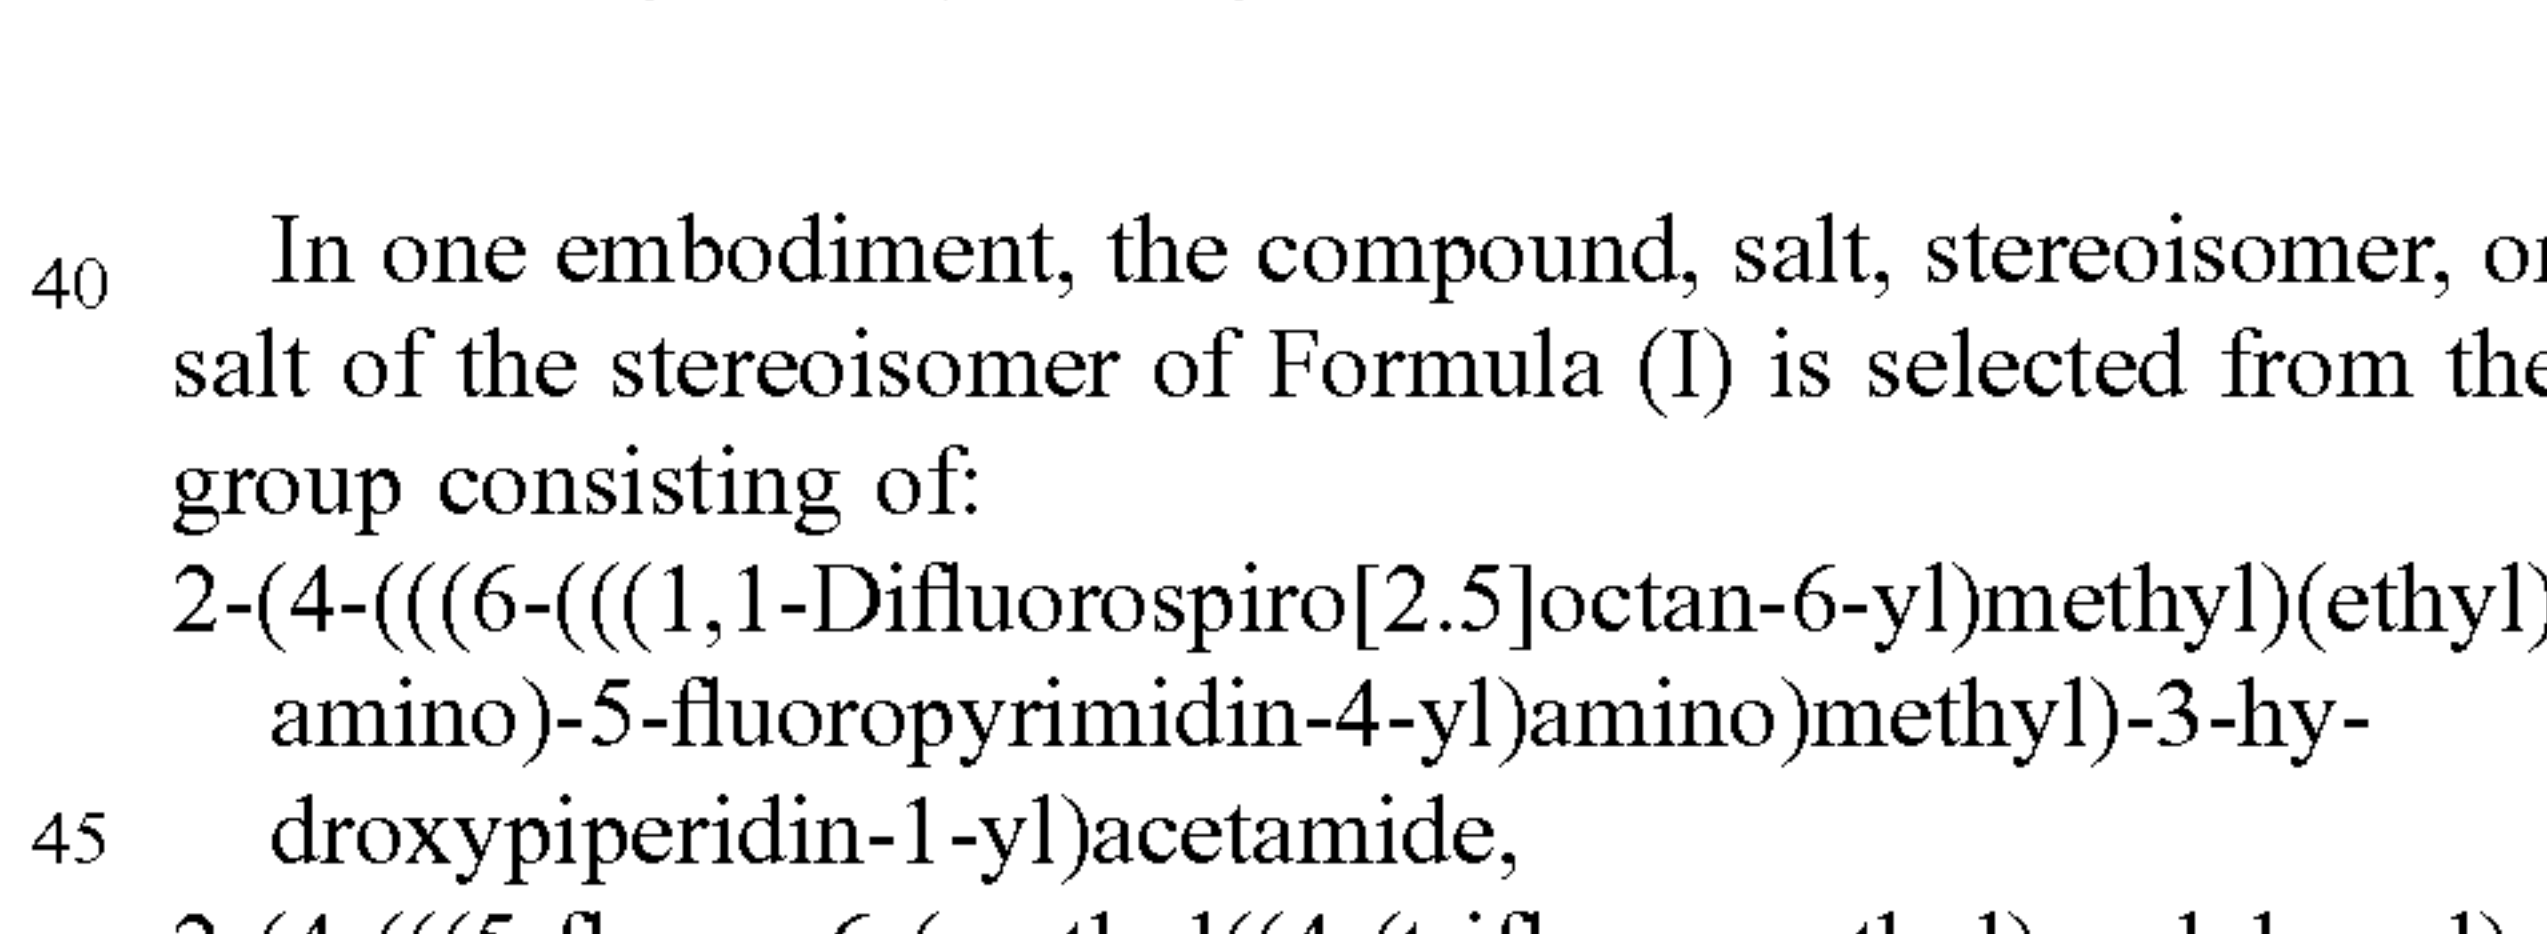 40 In one embodiment, the compound, salt, stereoisomer, or
salt of the stereoisomer of Formula (I) is selected from the
group consisting of:
2-(4-(((6-(((1,1-Difluorospiro[2.5]octan-6-yl)methyl)(ethyl)
amino)-5-fluoropyrimidin-4-yl)amino)methyl)-3-hy-
45 droxypiperidin-1-yl)acetamide,